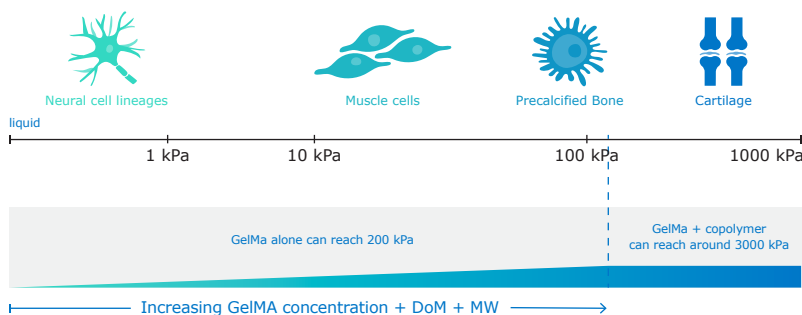 Neural cell lineages
Muscle cells
Precalcified Bone
Cartilage
liquid
1 kPa
10 kPa
100 kPa
1000 kPa
GelMa alone can reach 200 kPa
GelMa + copolymer
can reach around 3000 kPa
Increasing GelMA concentration + DoM + MW